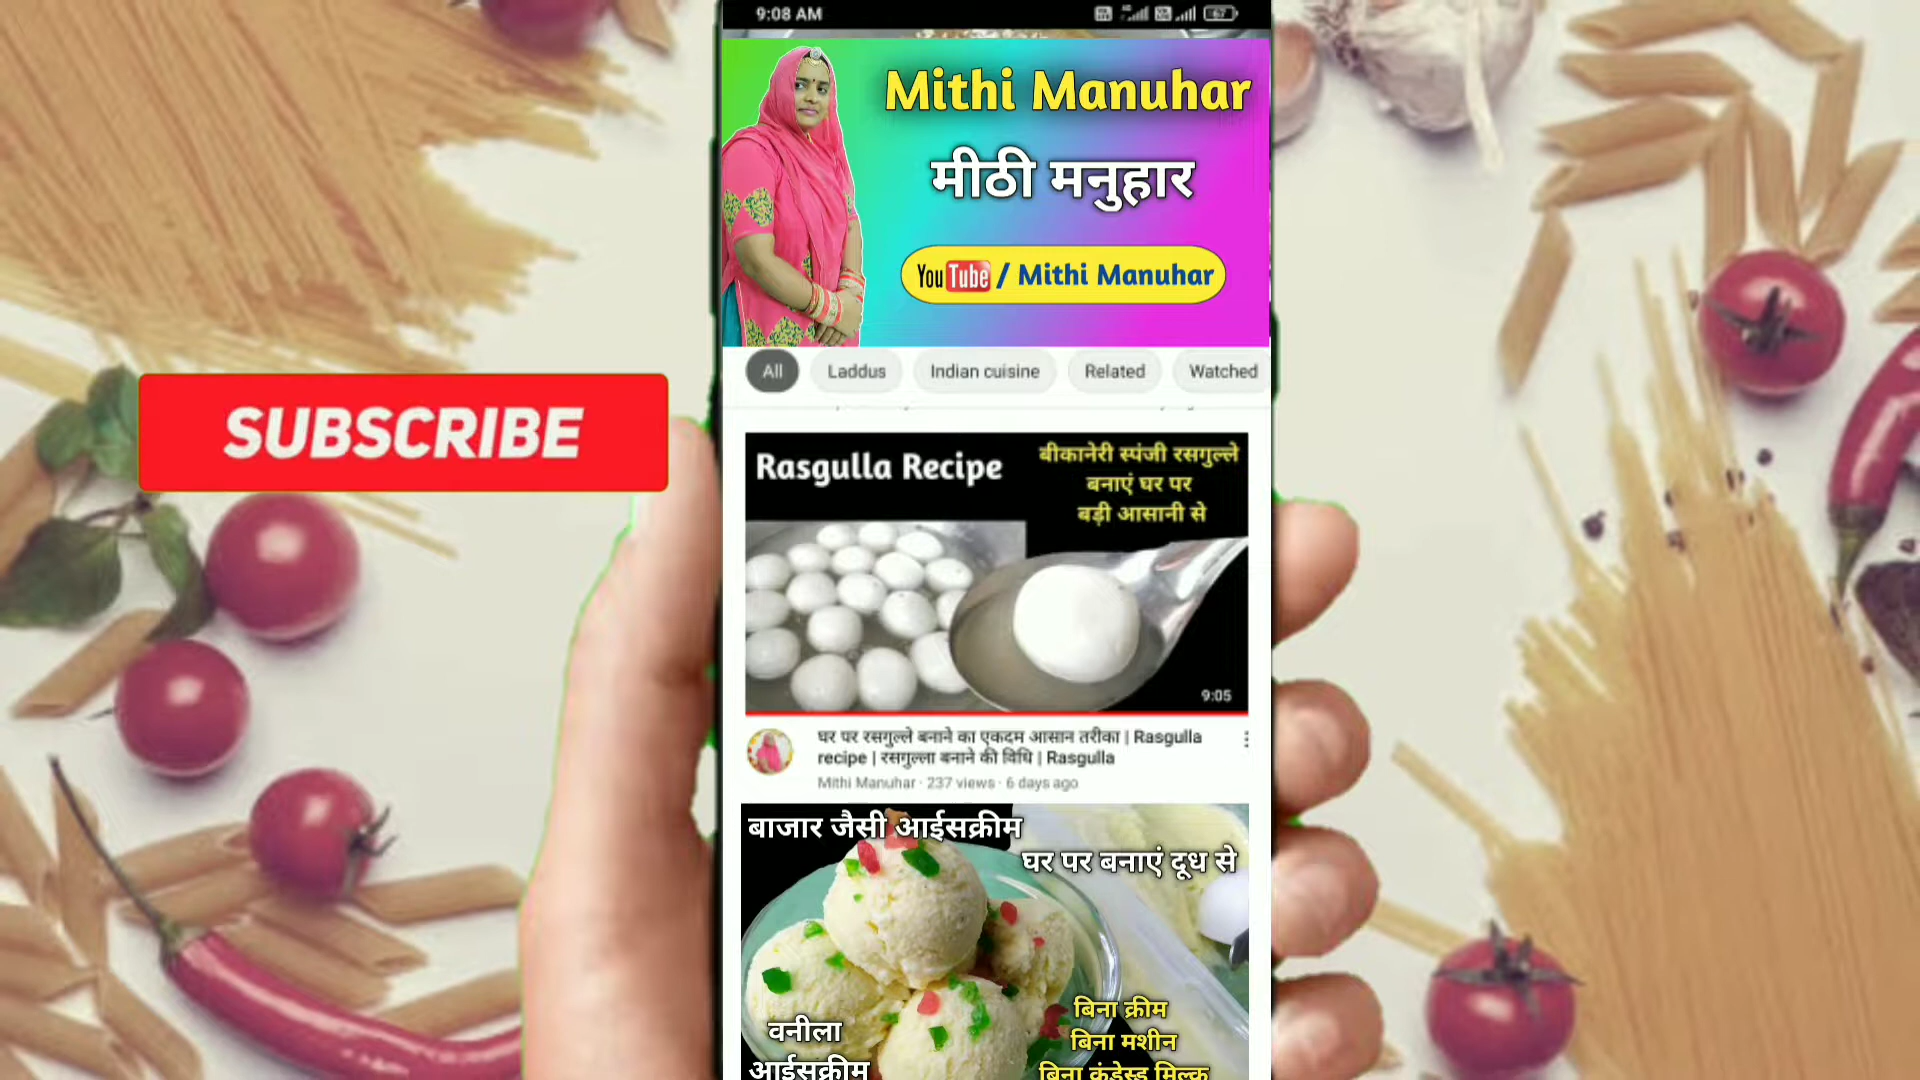 9:08 AM
67
Mithi Manuhar
मीठी मनुहार
YouTube / Mithi Manuhar
All
Laddus
Indian cuisine
Related
Watched
SUBSCRIBE
Rasgulla Recipe
बीकानेरी स्पंजी रसगुल्ले
बनाएं घर पर
बड़ी आसानी से
9:05
घर पर रसगुल्ले बनाने का एकदम आसान तरीका | Rasgulla
recipe | रसगुल्ला बनाने की विधि | Rasgulla
Mithi Manuhar · 237 views · 6 days ago
बाजार जैसी आईसक्रीम
घर पर बनाएं दूध से
वनीला
आईसक्रीम
बिना क्रीम
बिना मशीन
बिना कंडेस्ड मिल्क